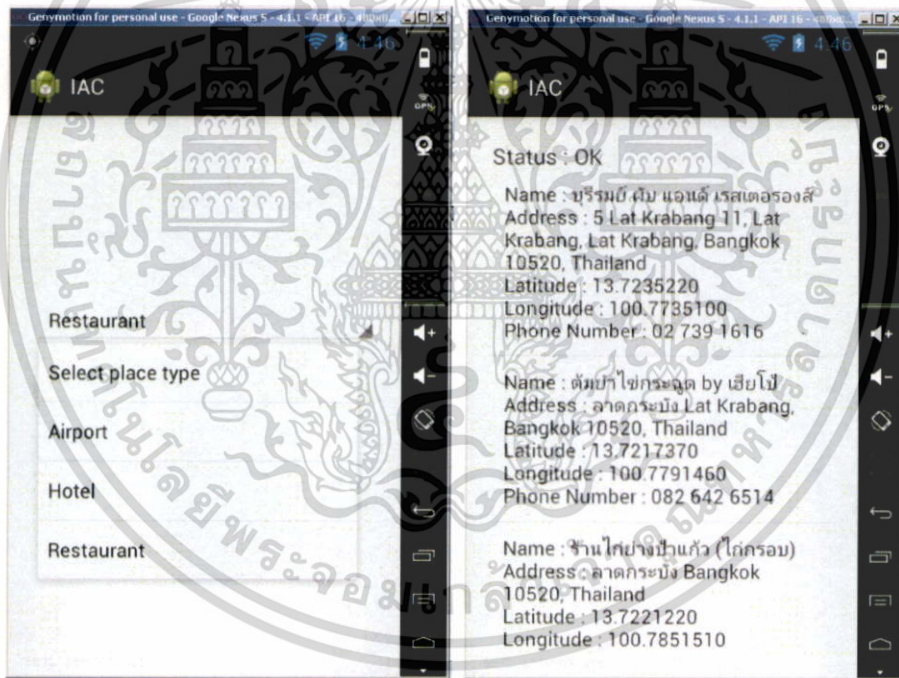 Genymotion for personal use - Google Nexus S - 4.1.1 - API 16 - 480x8...
4:46
IAC
GPS
Restaurant
Select place type
Airport
Hotel
Restaurant
Genymotion for personal use - Google Nexus S - 4.1.1 - API 16 - 480x8...
4:46
IAC
GPS
Status : OK
Name : บุรีรมย์ ผับ แอนด์ เรสเตอรองส์
Address : 5 Lat Krabang 11, Lat
Krabang, Lat Krabang, Bangkok
10520, Thailand
Latitude : 13.7235220
Longitude : 100.7735100
Phone Number : 02 739 1616
Name : ต้มยำไข่กระฉูด by เฮียโป้
Address : ลาดกระบัง Lat Krabang,
Bangkok 10520, Thailand
Latitude : 13.7217370
Longitude : 100.7791460
Phone Number : 082 642 6514
Name : ร้านไก่ย่างป้าแก้ว (ไก่กรอบ)
Address : ลาดกระบัง Bangkok
10520, Thailand
Latitude : 13.7221220
Longitude : 100.7851510